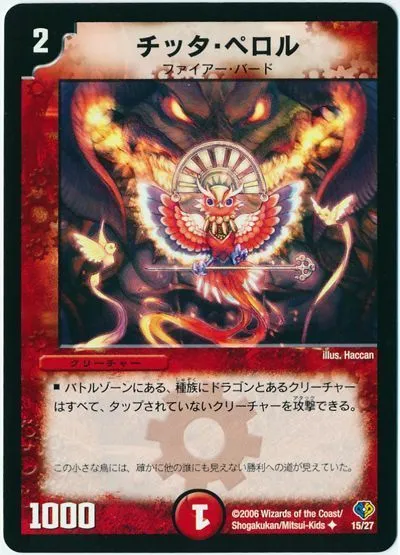 2
チッタ・ペロル
ファイアー・バード
illus. Haccan
クリーチャー
■ バトルゾーンにある、種族にドラゴンとあるクリーチャー
はすべて、タップされていないクリーチャーを攻撃できる。
この小さな鳥には、確かに他の誰にも見えない勝利への道が見えていた。
1000
1
©2006 Wizards of the Coast/
Shogakukan/Mitsui-Kids ✦ 15/27